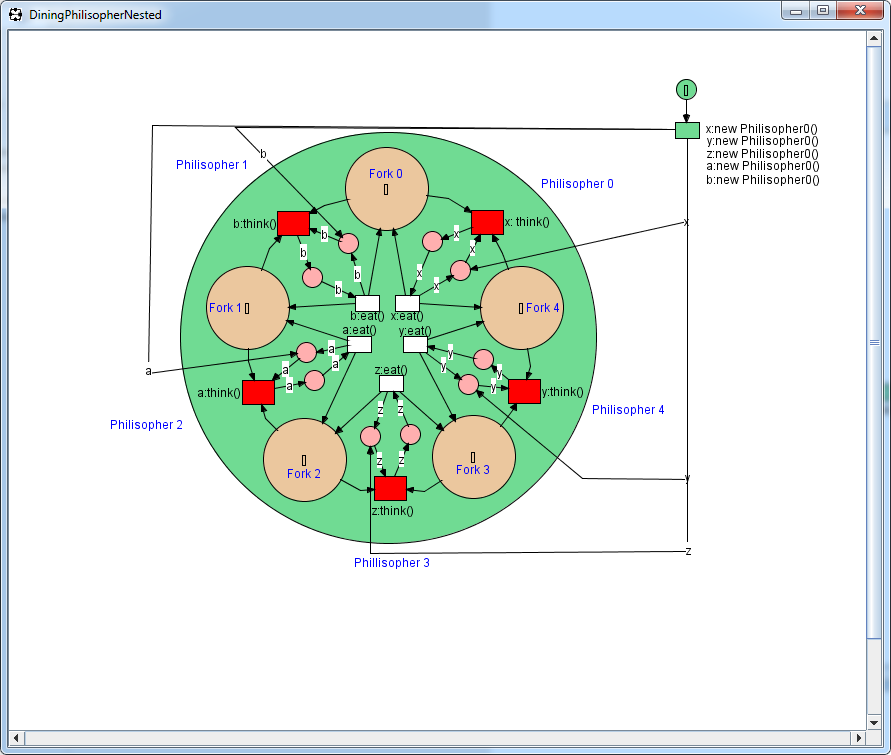 DiningPhilisopherNested
[]
x:new Philisopher0()
y:new Philisopher0()
z:new Philisopher0()
a:new Philisopher0()
b:new Philisopher0()
b
Philisopher 1
Fork 0
[]
Philisopher 0
b:think()
x: think()
x
b
x
b
x
b
x
b
x
Fork 1 []
[] Fork 4
b:eat()
x:eat()
a:eat()
y:eat()
a
y
a
y
a
z:eat()
y
a
y
a:think()
y:think()
z
z
Philisopher 2
Philisopher 4
[]
Fork 2
z
z
[]
Fork 3
y
z:think()
z
Phillisopher 3